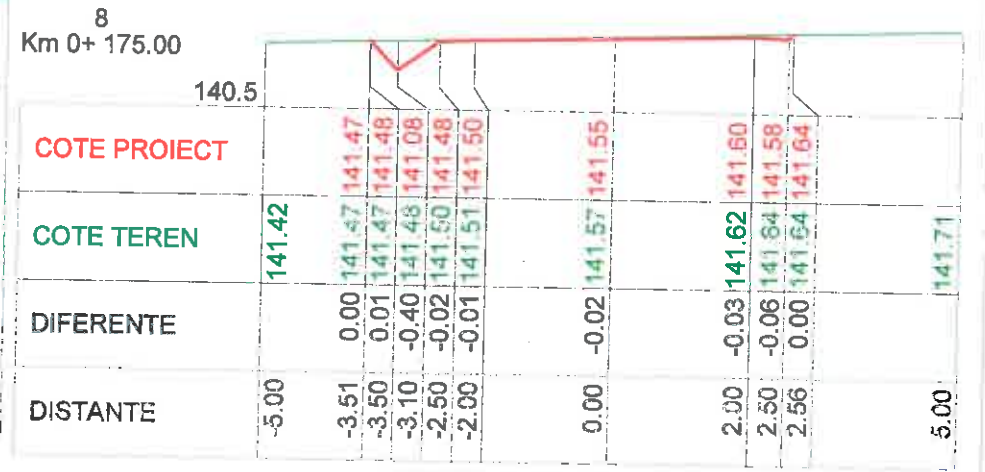 8
Km 0+ 175.00
140.5
COTE PROIECT 141.47 141.48 141.08 141.48 141.50 141.55 141.60 141.58 141.64
COTE TEREN 141.42 141.47 141.47 141.48 141.50 141.51 141.57 141.62 141.64 141.64 141.71
DIFERENTE 0.00 0.01 -0.40 -0.02 -0.01 -0.02 -0.03 -0.06 0.00
DISTANTE -5.00 -3.51 -3.50 -3.10 -2.50 -2.00 0.00 2.00 2.50 2.56 5.00